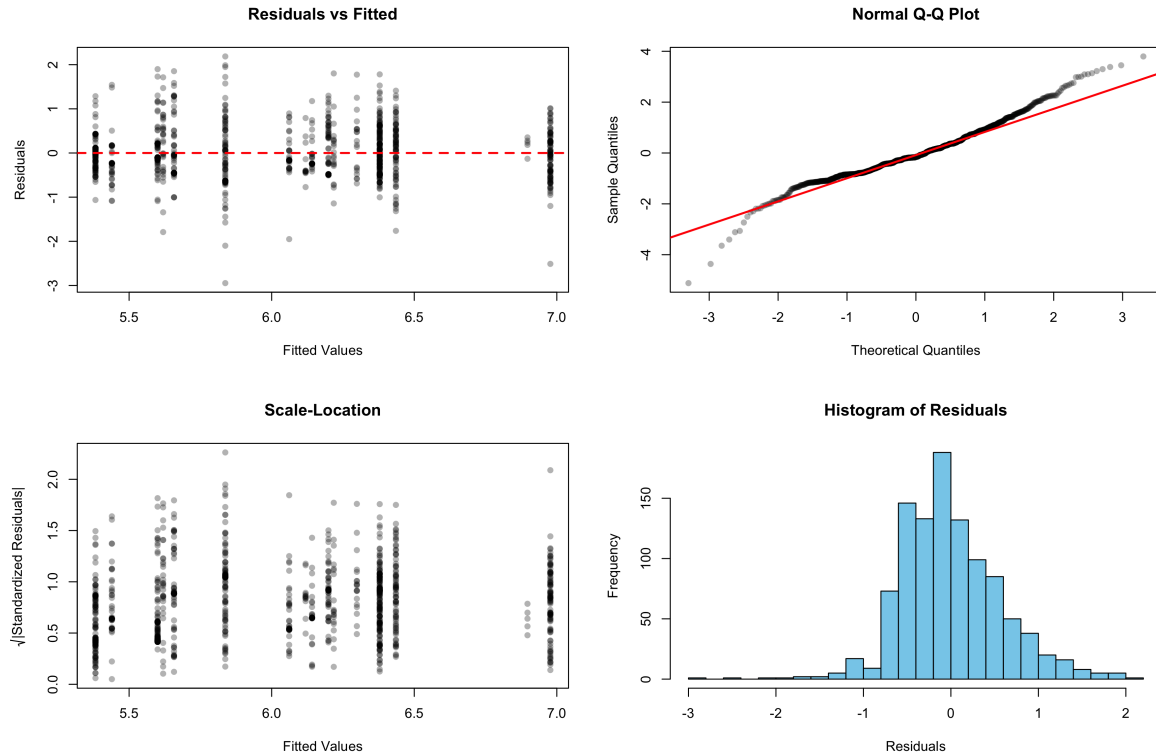 Residuals vs Fitted
Residuals
2
1
0
-1
-2
-3
5.5 6.0 6.5 7.0
Fitted Values
Normal Q-Q Plot
Sample Quantiles
4
2
0
-2
-4
-3 -2 -1 0 1 2 3
Theoretical Quantiles
Scale-Location
√|Standardized Residuals|
2.0
1.5
1.0
0.5
0.0
5.5 6.0 6.5 7.0
Fitted Values
Histogram of Residuals
Frequency
150
100
50
0
-3 -2 -1 0 1 2
Residuals